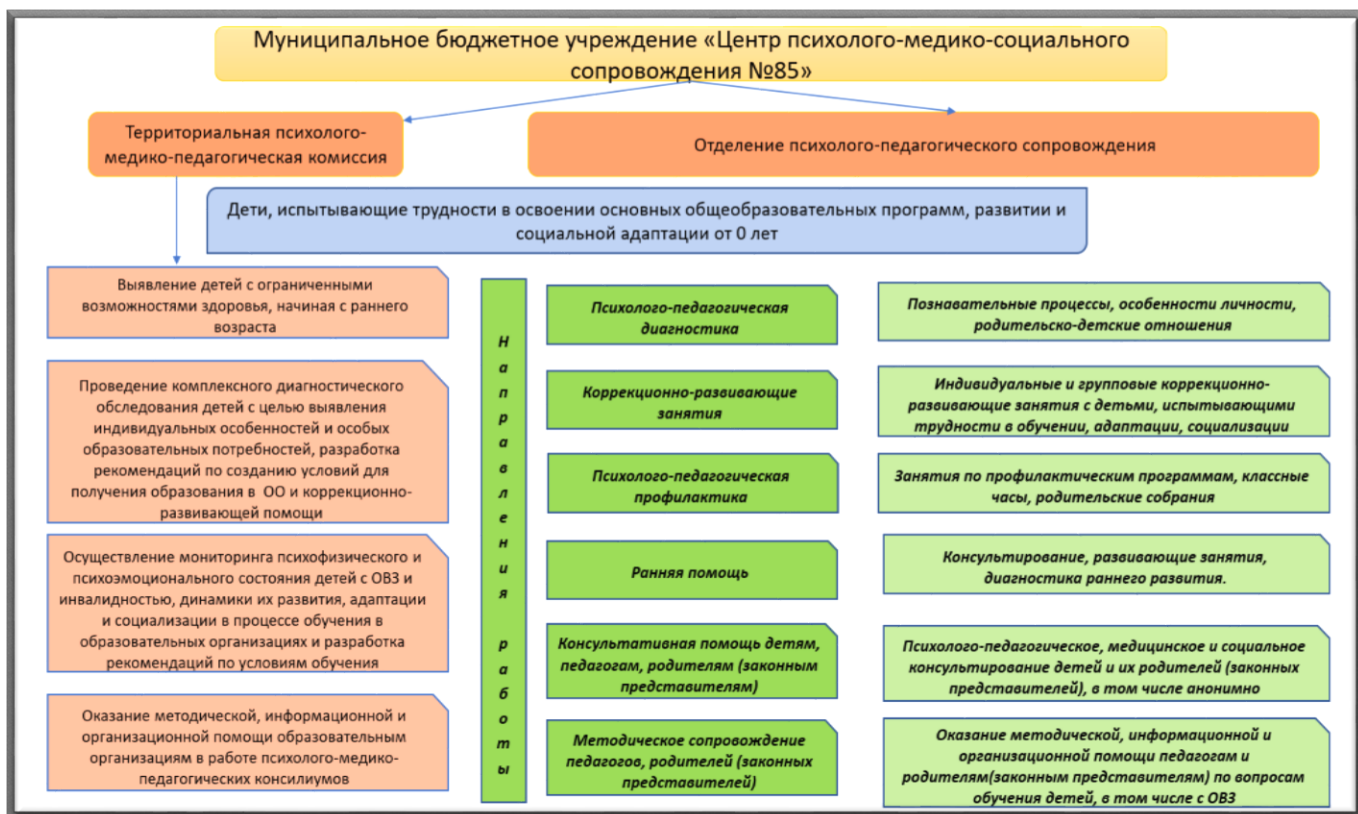 Муниципальное бюджетное учреждение «Центр психолого-медико-социального
сопровождения №85»
Территориальная психолого-
медико-педагогическая комиссия
Отделение психолого-педагогического сопровождения
Дети, испытывающие трудности в освоении основных общеобразовательных программ, развитии и
социальной адаптации от 0 лет
Выявление детей с ограниченными
возможностями здоровья, начиная с раннего
возраста
Проведение комплексного диагностического
обследования детей с целью выявления
индивидуальных особенностей и особых
образовательных потребностей, разработка
рекомендаций по созданию условий для
получения образования в ОО и коррекционно-
развивающей помощи
Осуществление мониторинга психофизического и
психоэмоционального состояния детей с ОВЗ и
инвалидностью, динамики их развития, адаптации
и социализации в процессе обучения в
образовательных организациях и разработка
рекомендаций по условиям обучения
Оказание методической, информационной и
организационной помощи образовательным
организациям в работе психолого-медико-
педагогических консилиумов
Направления работы
Психолого-педагогическая
диагностика
Познавательные процессы, особенности личности,
родительско-детские отношения
Коррекционно-развивающие
занятия
Индивидуальные и групповые коррекционно-
развивающие занятия с детьми, испытывающими
трудности в обучении, адаптации, социализации
Психолого-педагогическая
профилактика
Занятия по профилактическим программам, классные
часы, родительские собрания
Ранняя помощь
Консультирование, развивающие занятия,
диагностика раннего развития.
Консультативная помощь детям,
педагогам, родителям (законным
представителям)
Психолого-педагогическое, медицинское и социальное
консультирование детей и их родителей (законных
представителей), в том числе анонимно
Методическое сопровождение
педагогов, родителей (законных
представителей)
Оказание методической, информационной и
организационной помощи педагогам и
родителям(законным представителям) по вопросам
обучения детей, в том числе с ОВЗ